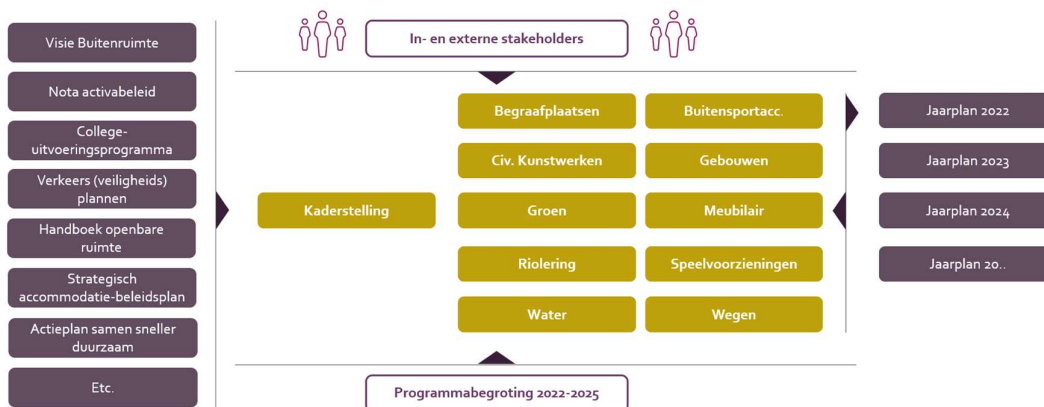 Visie Buitenruimte
Nota activabeleid
College-
uitvoeringsprogramma
Verkeers (veiligheids)
plannen
Handboek openbare
ruimte
Strategisch
accommodatie-beleidsplan
Actieplan samen sneller
duurzaam
Etc.
In- en externe stakeholders
Kaderstelling
Begraafplaatsen
Buitensportacc.
Civ. Kunstwerken
Gebouwen
Groen
Meubilair
Riolering
Speelvoorzieningen
Water
Wegen
Programmabegroting 2022-2025
Jaarplan 2022
Jaarplan 2023
Jaarplan 2024
Jaarplan 20..